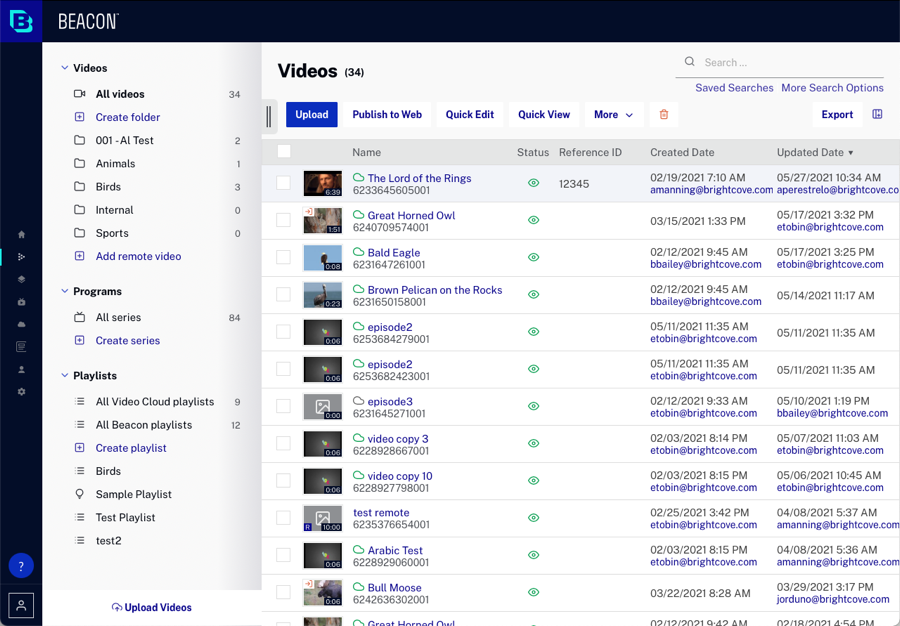 BEACON
Videos
All videos 34
Create folder
001 - Al Test 2
Animals 1
Birds 3
Internal 0
Sports 0
Add remote video
Programs
All series 84
Create series
Playlists
All Video Cloud playlists 9
All Beacon playlists 12
Create playlist
Birds
Sample Playlist
Test Playlist
test2
?
Upload Videos
Videos (34)
Search ...
Saved Searches More Search Options
Upload Publish to Web Quick Edit Quick View More Export
Name Status Reference ID Created Date Updated Date
6:39 The Lord of the Rings 12345 02/19/2021 7:10 AM 05/27/2021 10:34 AM
6233645605001 amanning@brightcove.com aperestrelo@brightcove.co
1:51 Great Horned Owl 03/15/2021 1:33 PM 05/17/2021 3:32 PM
6240709574001 etobin@brightcove.com
0:08 Bald Eagle 02/12/2021 9:45 AM 05/17/2021 3:25 PM
6231647261001 bbailey@brightcove.com etobin@brightcove.com
0:23 Brown Pelican on the Rocks 02/12/2021 9:45 AM 05/14/2021 11:17 AM
6231650158001 bbailey@brightcove.com
0:06 episode2 05/11/2021 11:35 AM 05/11/2021 11:35 AM
6253684279001 etobin@brightcove.com
0:06 episode2 05/11/2021 11:35 AM 05/11/2021 11:35 AM
6253682423001 etobin@brightcove.com
0:00 episode3 02/12/2021 9:33 AM 05/10/2021 1:19 PM
6231645271001 etobin@brightcove.com bbailey@brightcove.com
0:06 video copy 3 02/03/2021 8:14 PM 05/07/2021 11:03 AM
6228928667001 etobin@brightcove.com etobin@brightcove.com
0:06 video copy 10 02/03/2021 8:15 PM 05/06/2021 10:45 AM
6228927798001 etobin@brightcove.com etobin@brightcove.com
R 10:00 test remote 02/25/2021 3:42 PM 04/08/2021 5:37 AM
6235376654001 etobin@brightcove.com amanning@brightcove.com
0:06 Arabic Test 02/03/2021 8:15 PM 04/08/2021 5:36 AM
6228929060001 etobin@brightcove.com amanning@brightcove.com
0:06 Bull Moose 03/22/2021 8:28 AM 03/29/2021 3:17 PM
6242636302001 jorduno@brightcove.com
Great Horned Owl 02/12/2021 9:42 AM 02/18/2021 4:54 PM